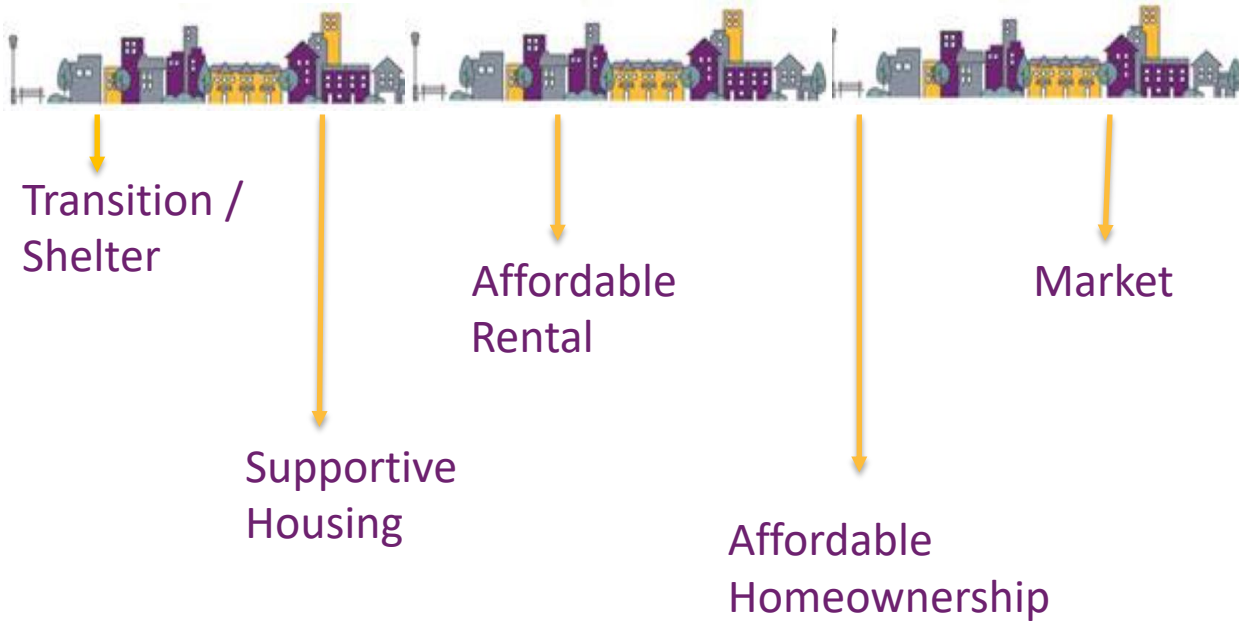 Transition /
Shelter
Supportive
Housing
Affordable
Rental
Affordable
Homeownership
Market